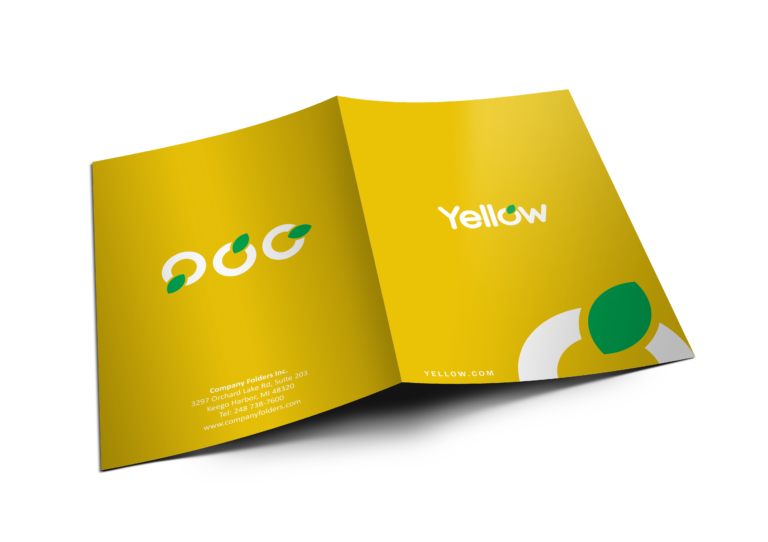 Yellow
YELLOW.COM
Company Folders Inc.
3297 Orchard Lake Rd, Suite 203
Keego Harbor, MI 48320
Tel: 248 738-7600
www.companyfolders.com